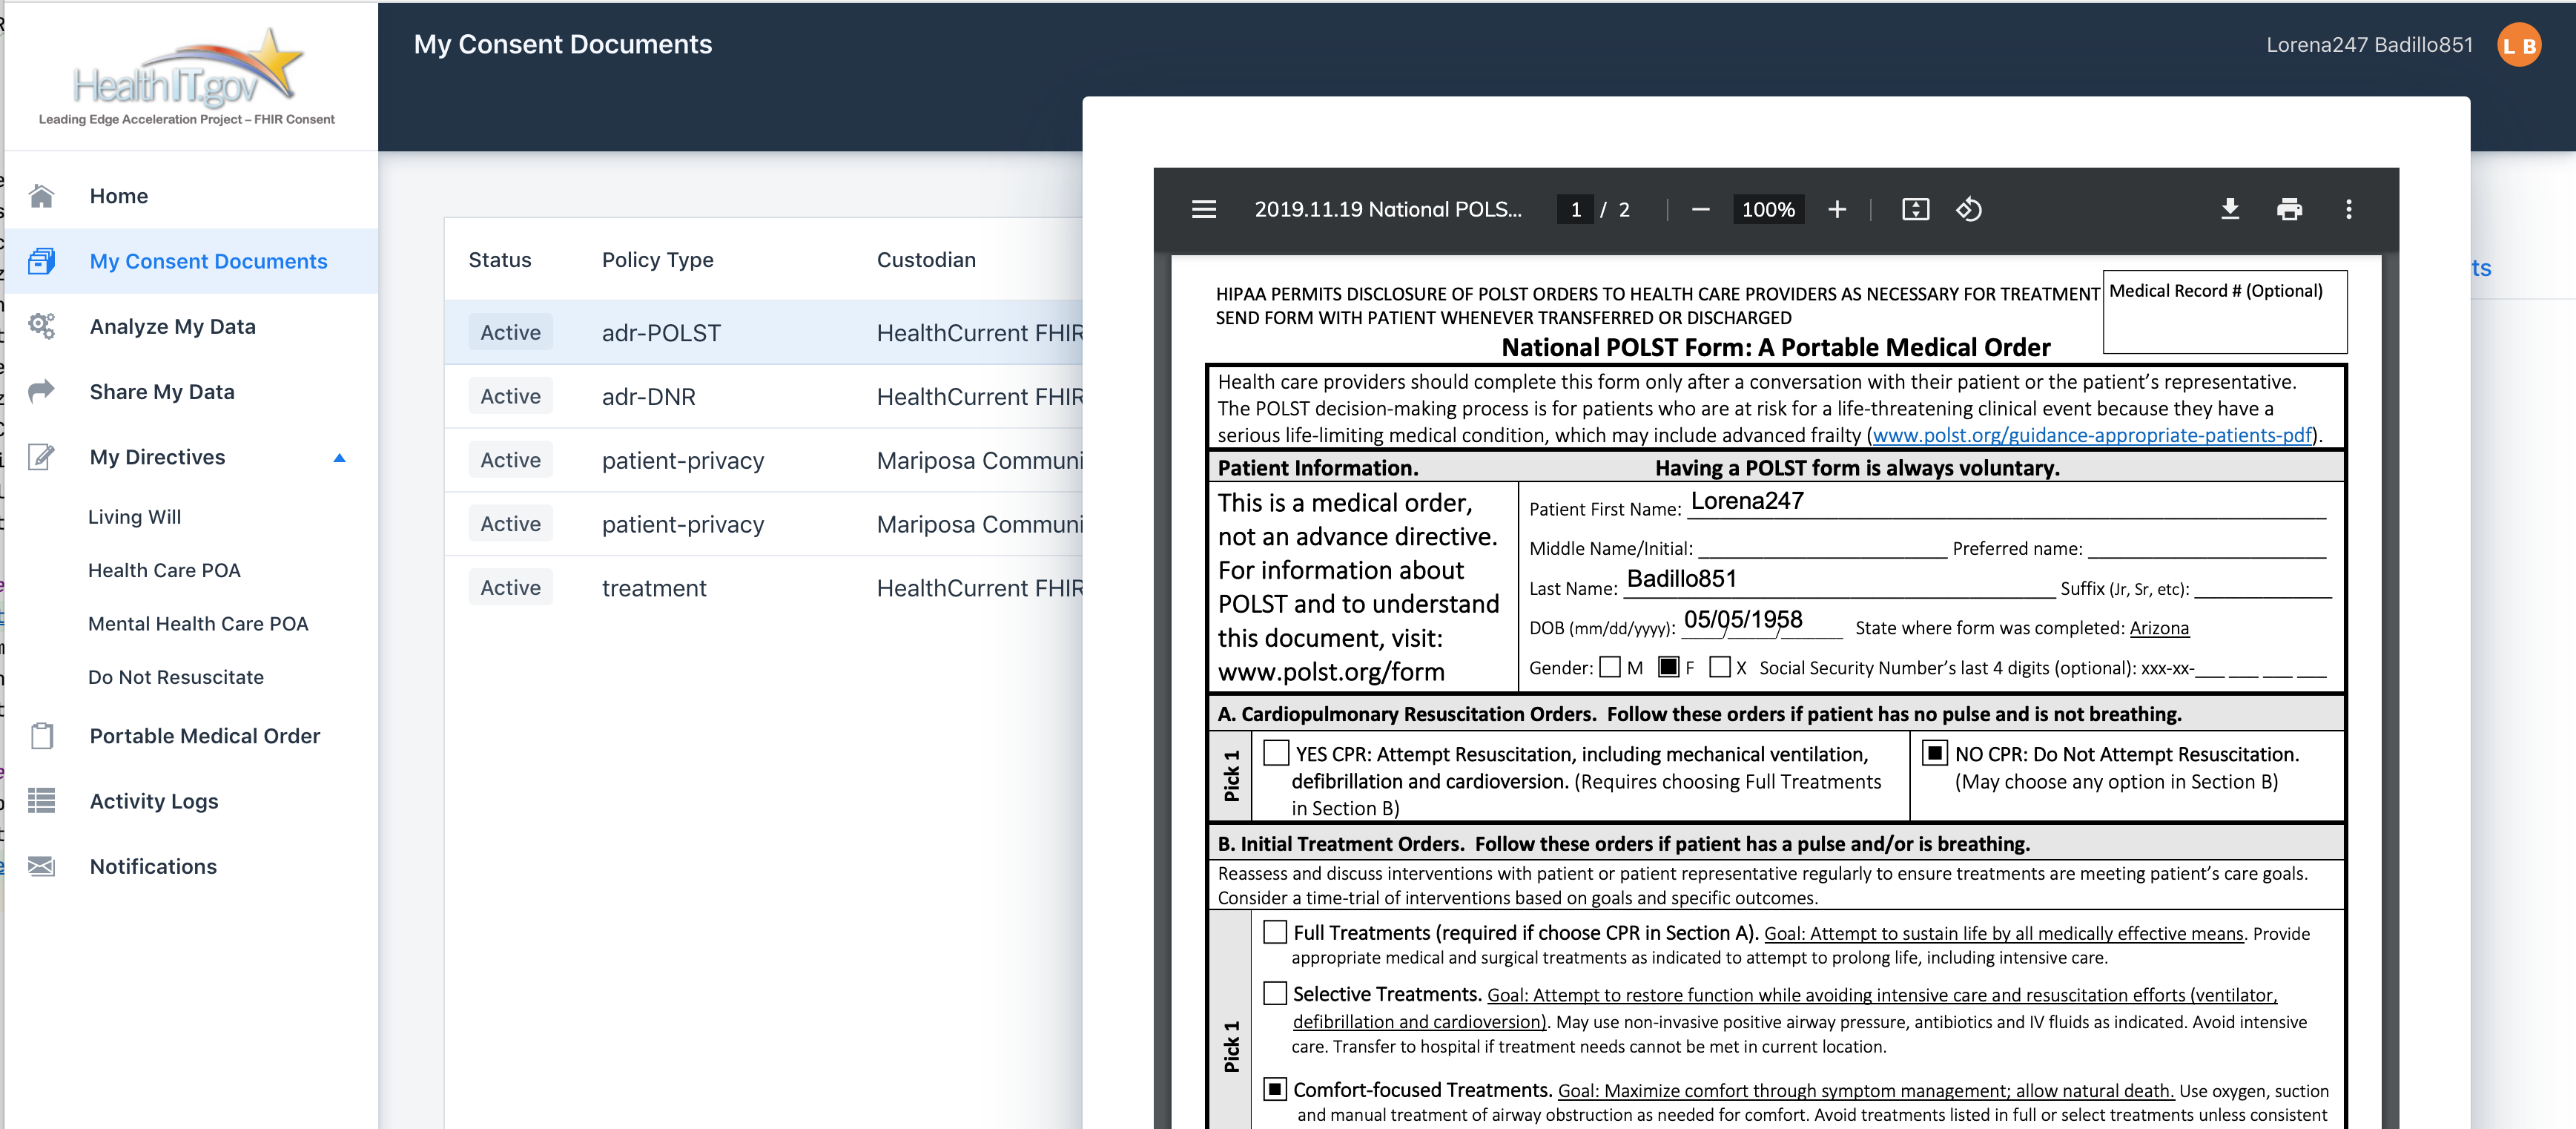 HealthIT.gov
Leading Edge Acceleration Project – FHIR Consent
Home
My Consent Documents
Analyze My Data
Share My Data
My Directives
Living Will
Health Care POA
Mental Health Care POA
Do Not Resuscitate
Portable Medical Order
Activity Logs
Notifications
My Consent Documents
Lorena247 Badillo851
L B
Status Policy Type Custodian
Active adr-POLST HealthCurrent FHIR
Active adr-DNR HealthCurrent FHIR
Active patient-privacy Mariposa Communi
Active patient-privacy Mariposa Communi
Active treatment HealthCurrent FHIR
ts
2019.11.19 National POLS... 1 / 2 100%
HIPAA PERMITS DISCLOSURE OF POLST ORDERS TO HEALTH CARE PROVIDERS AS NECESSARY FOR TREATMENT
SEND FORM WITH PATIENT WHENEVER TRANSFERRED OR DISCHARGED
Medical Record # (Optional)
National POLST Form: A Portable Medical Order
Health care providers should complete this form only after a conversation with their patient or the patient's representative.
The POLST decision-making process is for patients who are at risk for a life-threatening clinical event because they have a
serious life-limiting medical condition, which may include advanced frailty (www.polst.org/guidance-appropriate-patients-pdf).
Patient Information. Having a POLST form is always voluntary.
This is a medical order,
not an advance directive.
For information about
POLST and to understand
this document, visit:
www.polst.org/form
Patient First Name: Lorena247
Middle Name/Initial: Preferred name:
Last Name: Badillo851 Suffix (Jr, Sr, etc):
DOB (mm/dd/yyyy): 05/05/1958 State where form was completed: Arizona
Gender: M F X Social Security Number's last 4 digits (optional): xxx-xx-
A. Cardiopulmonary Resuscitation Orders. Follow these orders if patient has no pulse and is not breathing.
Pick 1
YES CPR: Attempt Resuscitation, including mechanical ventilation,
defibrillation and cardioversion. (Requires choosing Full Treatments
in Section B)
NO CPR: Do Not Attempt Resuscitation.
(May choose any option in Section B)
B. Initial Treatment Orders. Follow these orders if patient has a pulse and/or is breathing.
Reassess and discuss interventions with patient or patient representative regularly to ensure treatments are meeting patient's care goals.
Consider a time-trial of interventions based on goals and specific outcomes.
Pick 1
Full Treatments (required if choose CPR in Section A). Goal: Attempt to sustain life by all medically effective means. Provide
appropriate medical and surgical treatments as indicated to attempt to prolong life, including intensive care.
Selective Treatments. Goal: Attempt to restore function while avoiding intensive care and resuscitation efforts (ventilator,
defibrillation and cardioversion). May use non-invasive positive airway pressure, antibiotics and IV fluids as indicated. Avoid intensive
care. Transfer to hospital if treatment needs cannot be met in current location.
Comfort-focused Treatments. Goal: Maximize comfort through symptom management; allow natural death. Use oxygen, suction
and manual treatment of airway obstruction as needed for comfort. Avoid treatments listed in full or select treatments unless consistent